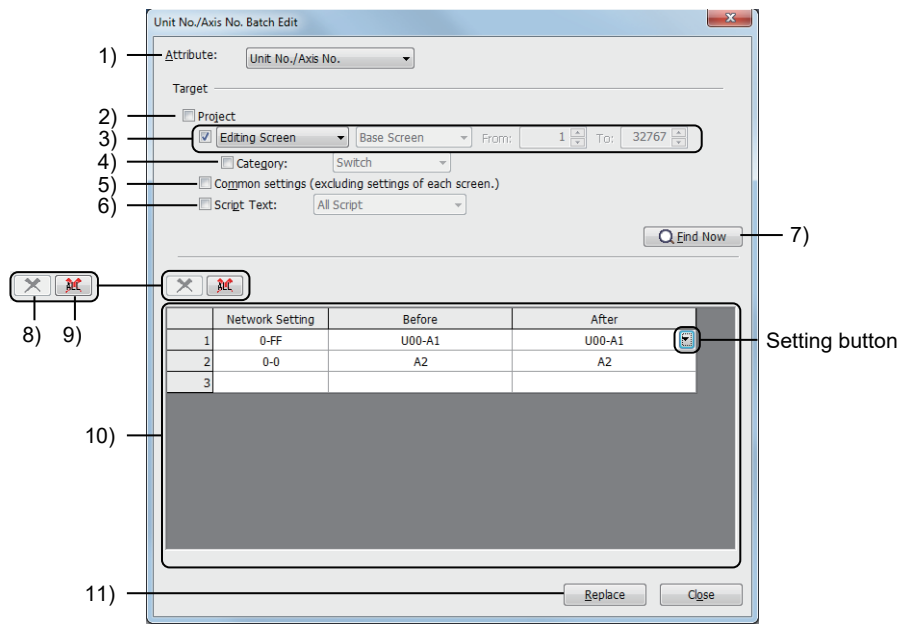 Unit No./Axis No. Batch Edit
1) Attribute: Unit No./Axis No.
Target
2) Project
3) Editing Screen Base Screen From: 1 To: 32767
4) Category: Switch
5) Common settings (excluding settings of each screen.)
6) Script Text: All Script
Find Now 7)
ALL ALL
8) 9)
Network Setting Before After
1 0-FF U00-A1 U00-A1 Setting button
2 0-0 A2 A2
3
10)
11) Replace Close